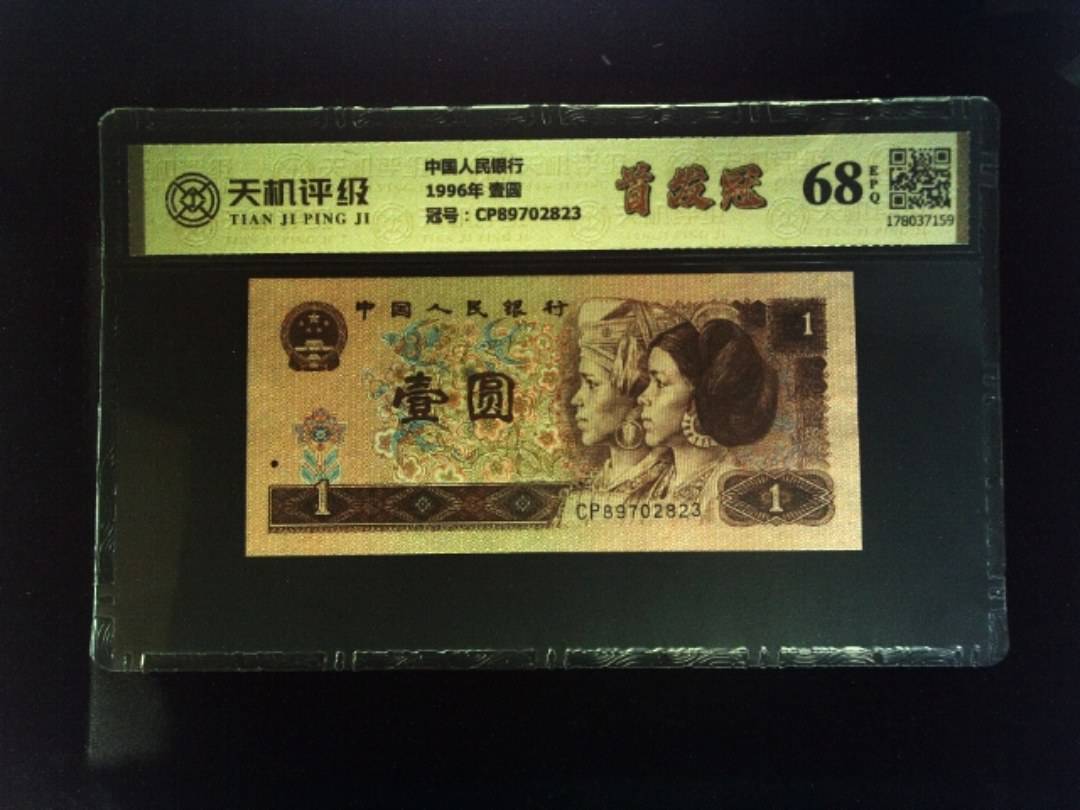 天机评级
TIAN JI PING JI
中国人民银行
1996年 壹圆
冠号：CP89702823
首发冠
68
EPQ
178037159
中国人民银行
1
壹圆
1
CP89702823
1